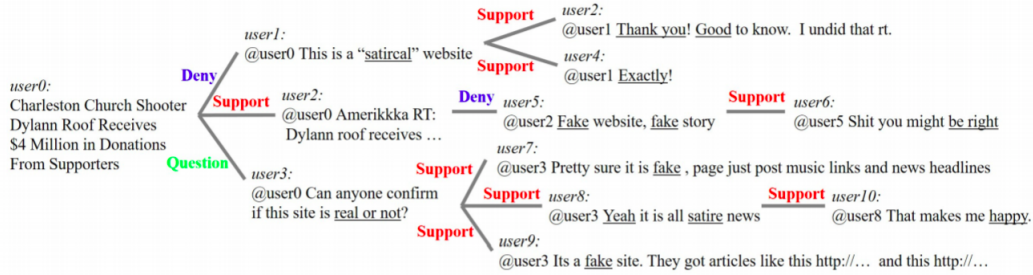 user0:
Charleston Church Shooter
Dylann Roof Receives
$4 Million in Donations
From Supporters
Deny
user1:
@user0 This is a “satircal” website
Support
user2:
@user1 Thank you! Good to know. I undid that rt.
Support
user4:
@user1 Exactly!
Support
user2:
@user0 Amerikkka RT:
Dylann roof receives …
Deny
user5:
@user2 Fake website, fake story
Support
user6:
@user5 Shit you might be right
Question
user3:
@user0 Can anyone confirm
if this site is real or not?
Support
user7:
@user3 Pretty sure it is fake , page just post music links and news headlines
Support
user8:
@user3 Yeah it is all satire news
Support
user10:
@user8 That makes me happy.
Support
user9:
@user3 Its a fake site. They got articles like this http://… and this http://…